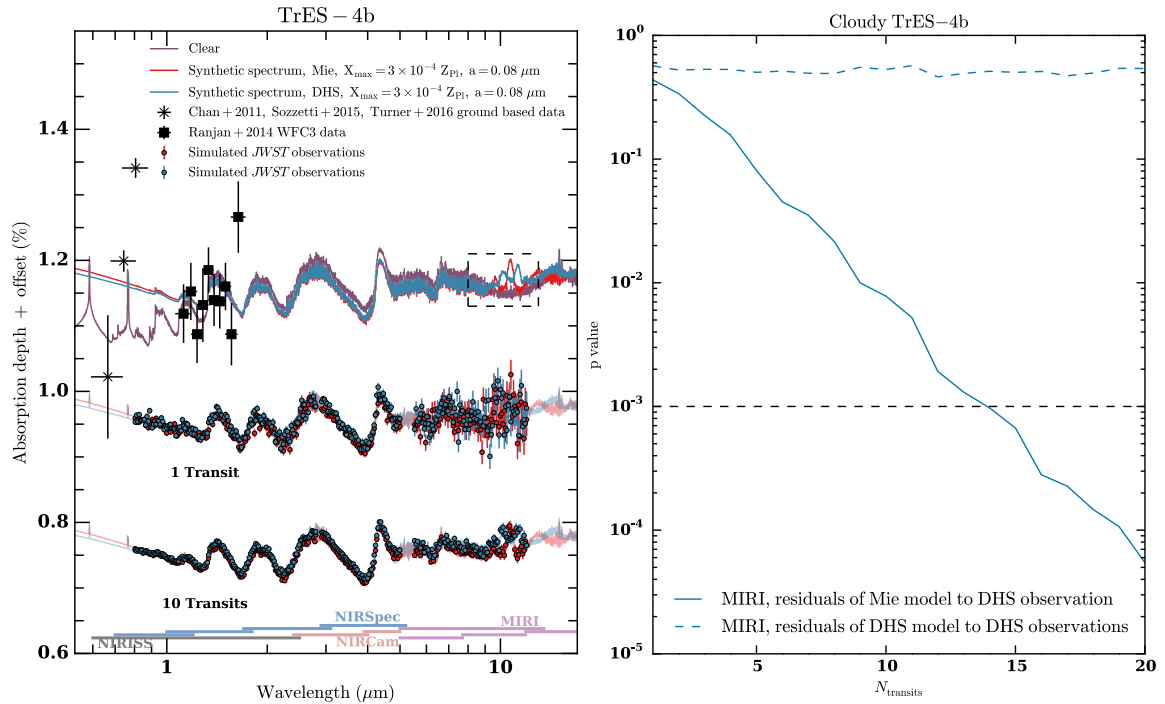 TrES – 4b
Clear
Synthetic spectrum, Mie, X_max = 3 × 10^-4 Z_Pl, a = 0.08 μm
Synthetic spectrum, DHS, X_max = 3 × 10^-4 Z_Pl, a = 0.08 μm
Chan + 2011, Sozzetti + 2015, Turner + 2016 ground based data
Ranjan + 2014 WFC3 data
Simulated JWST observations
Simulated JWST observations
1.4
1.2
1.0
0.8
0.6
Absorption depth + offset (%)
1 Transit
10 Transits
NIRSpec
MIRI
NIRISS
NIRCam
1
10
Wavelength (μm)
Cloudy TrES−4b
10^0
10^-1
10^-2
10^-3
10^-4
10^-5
p value
MIRI, residuals of Mie model to DHS observation
MIRI, residuals of DHS model to DHS observations
5
10
15
20
N_transits